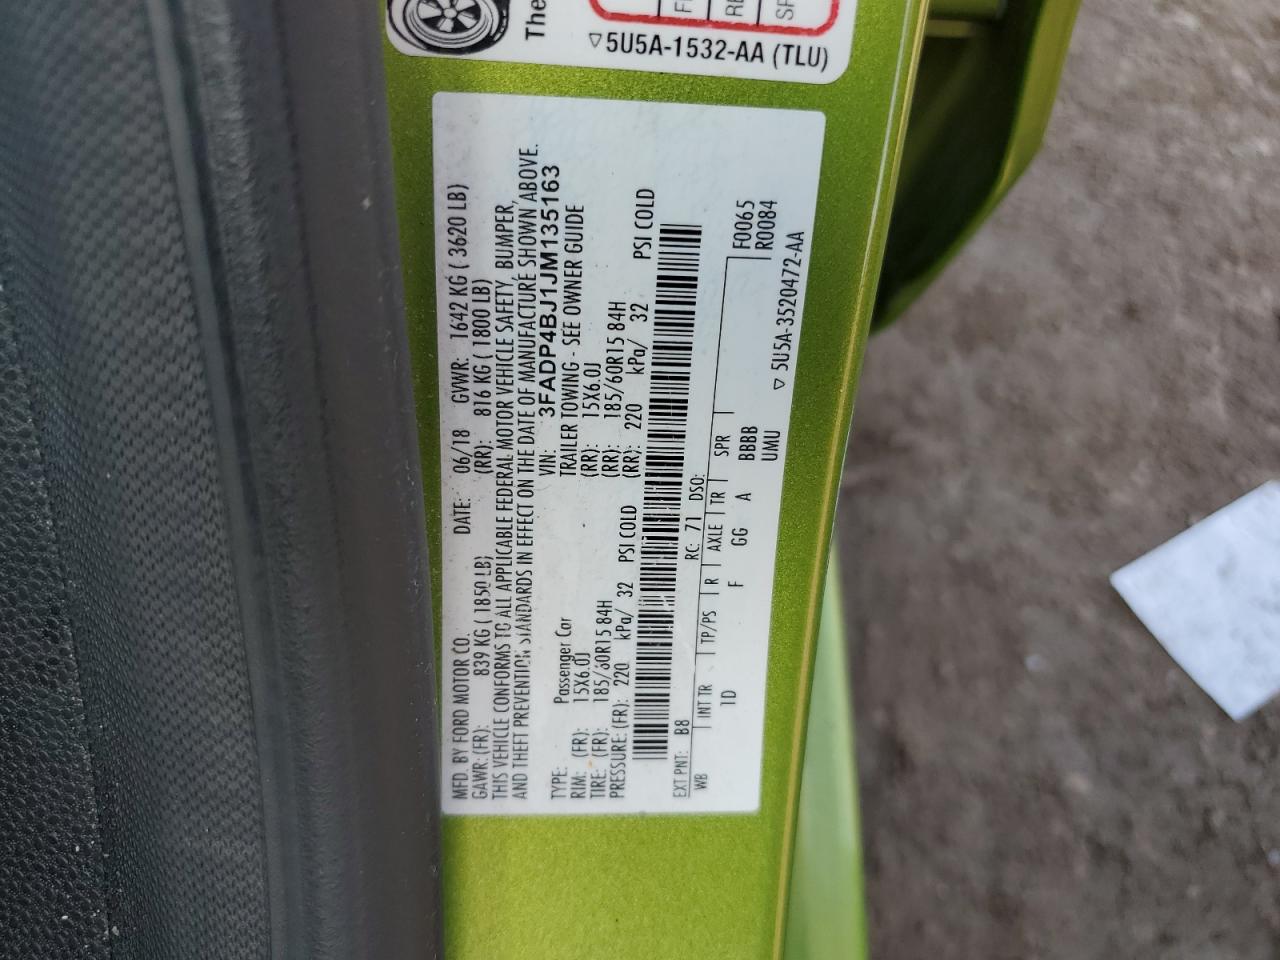 The
5U5A-1532-AA (TLU)
MFD. BY FORD MOTOR CO. DATE: 06/18 GVWR: 1642 KG ( 3620 LB)
GAWR: (FR): 839 KG ( 1850 LB) (RR): 816 KG ( 1800 LB)
THIS VEHICLE CONFORMS TO ALL APPLICABLE FEDERAL MOTOR VEHICLE SAFETY, BUMPER,
AND THEFT PREVENTION STANDARDS IN EFFECT ON THE DATE OF MANUFACTURE SHOWN ABOVE.
VIN: 3FADP4BJ1JM135163
TYPE: Passenger Car TRAILER TOWING - SEE OWNER GUIDE
RIM: (FR): 15X6.0J (RR): 15X6.0J
TIRE: (FR): 185/60R15 84H (RR): 185/60R15 84H
PRESSURE: (FR): 220 kPa/ 32 PSI COLD (RR): 220 kPa/ 32 PSI COLD
EXT PNT: B8 RC: 71 DSO:
WB INT TR TP/PS R AXLE TR SPR F0065
1D F GG A BBBB R0084
UMU
5U5A-3520472-AA